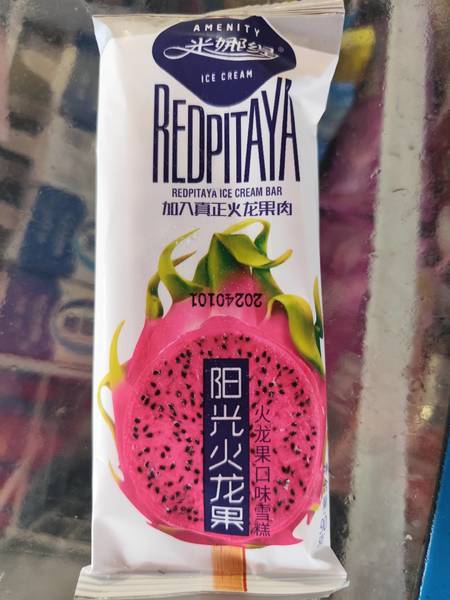 AMENITY
米娜绿®
ICE CREAM
REDPITAYA
REDPITAYA ICE CREAM BAR
加入真正火龙果肉
20240101
阳光火龙果
火龙果口味雪糕